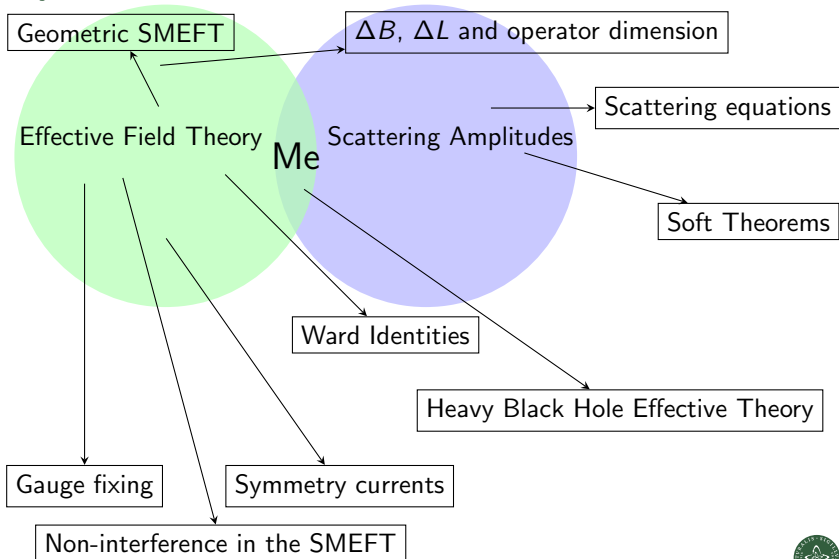 Geometric SMEFT
ΔB, ΔL and operator dimension
Scattering equations
Effective Field Theory
Me
Scattering Amplitudes
Soft Theorems
Ward Identities
Heavy Black Hole Effective Theory
Gauge fixing
Symmetry currents
Non-interference in the SMEFT